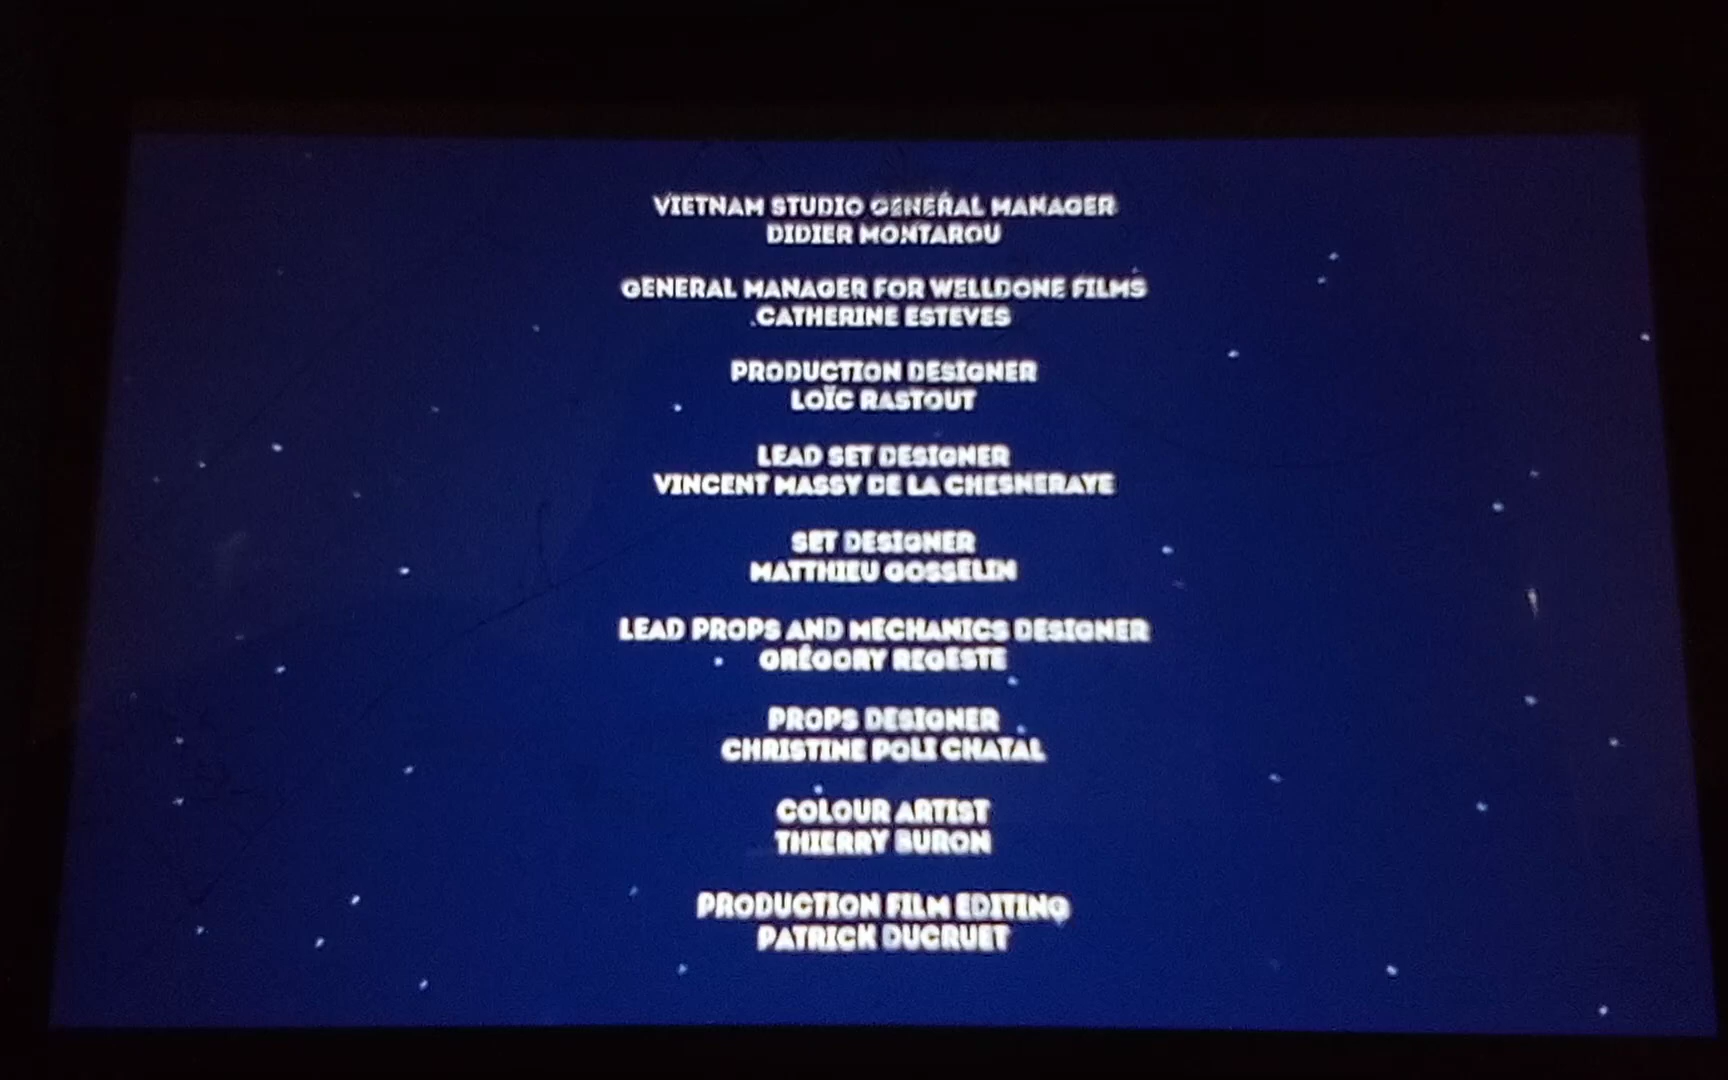 VIETNAM STUDIO GENERAL MANAGER
DIDIER MONTAROU
GENERAL MANAGER FOR WELLDONE FILMS
CATHERINE ESTEVES
PRODUCTION DESIGNER
LOÏC RASTOUT
LEAD SET DESIGNER
VINCENT MASSY DE LA CHESNERAYE
SET DESIGNER
MATTHIEU GOSSELIN
LEAD PROPS AND MECHANICS DESIGNER
GRÉGORY REGESTE
PROPS DESIGNER
CHRISTINE POLI CHATAL
COLOUR ARTIST
THIERRY BURON
PRODUCTION FILM EDITING
PATRICK DUCRUET